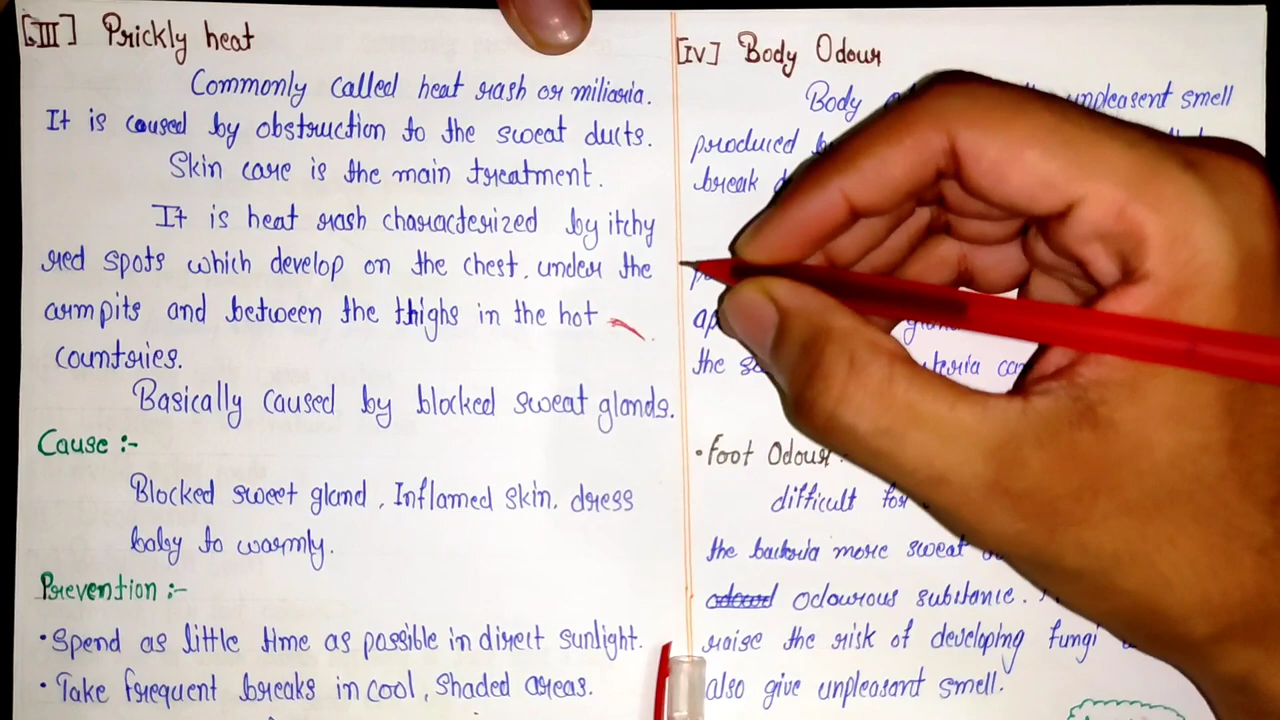 [III] Prickly heat
Commonly called heat rash or miliaria.
It is caused by obstruction to the sweat ducts.
Skin care is the main treatment.
It is heat rash characterized by itchy
red spots which develop on the chest, under the
armpits and between the thighs in the hot
countries.
Basically caused by blocked sweat glands.
Cause :-
Blocked sweet gland, Inflamed skin, dress
baby to warmly.
Prevention :-
• Spend as little time as possible in direct sunlight.
• Take frequent breaks in cool, shaded areas.
[IV] Body Odour
Body unpleasent smell
produced
break
the
• Foot Odour
difficult for
the bacteria more sweat
odourous substance.
raise the risk of developing fungi
also give unpleasant smell.